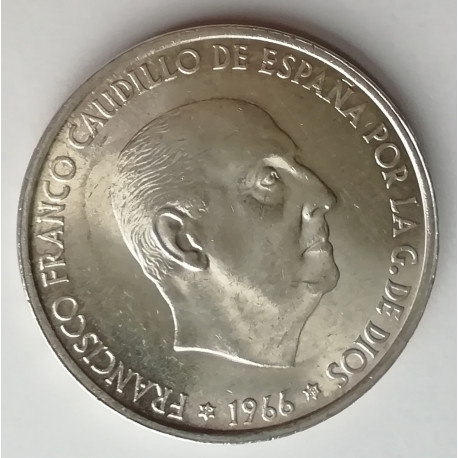 FRANCISCO FRANCO CAUDILLO DE ESPAÑA·POR LA G. DE DIOS
1966